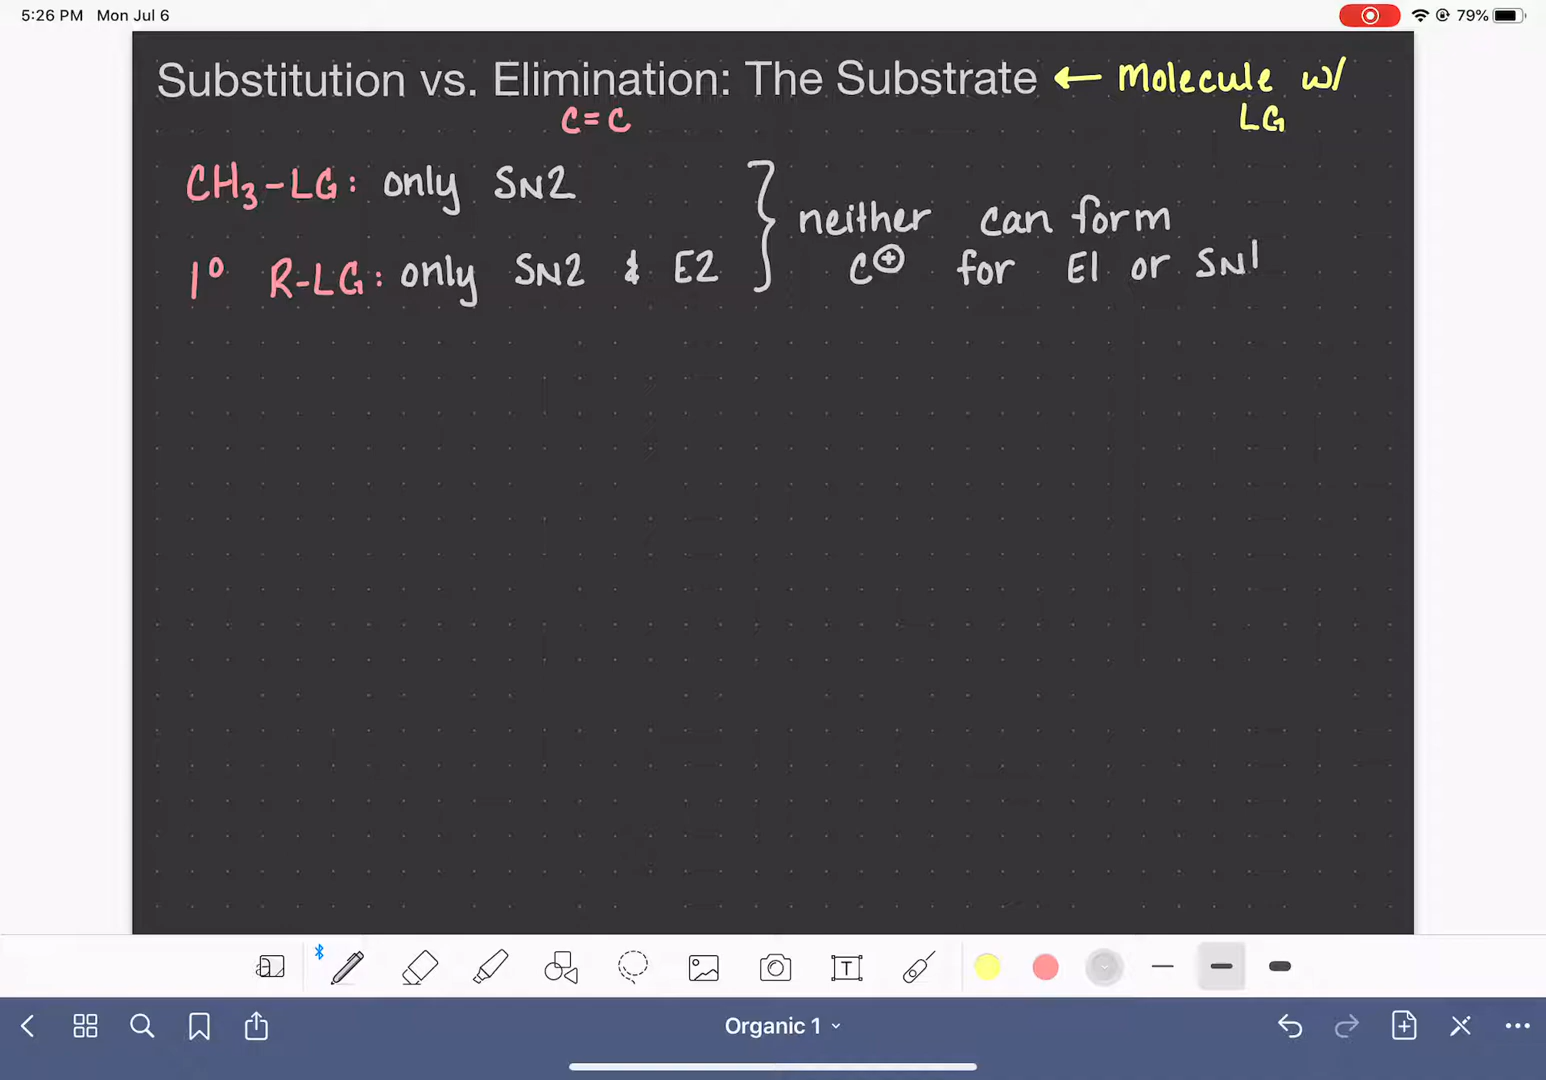 5:26 PM Mon Jul 6
79%
Substitution vs. Elimination: The Substrate ← Molecule w/
LG
C=C
CH₃-LG: only SN2
1° R-LG: only SN2 & E2
neither can form
C⊕ for E1 or SN1
Organic 1